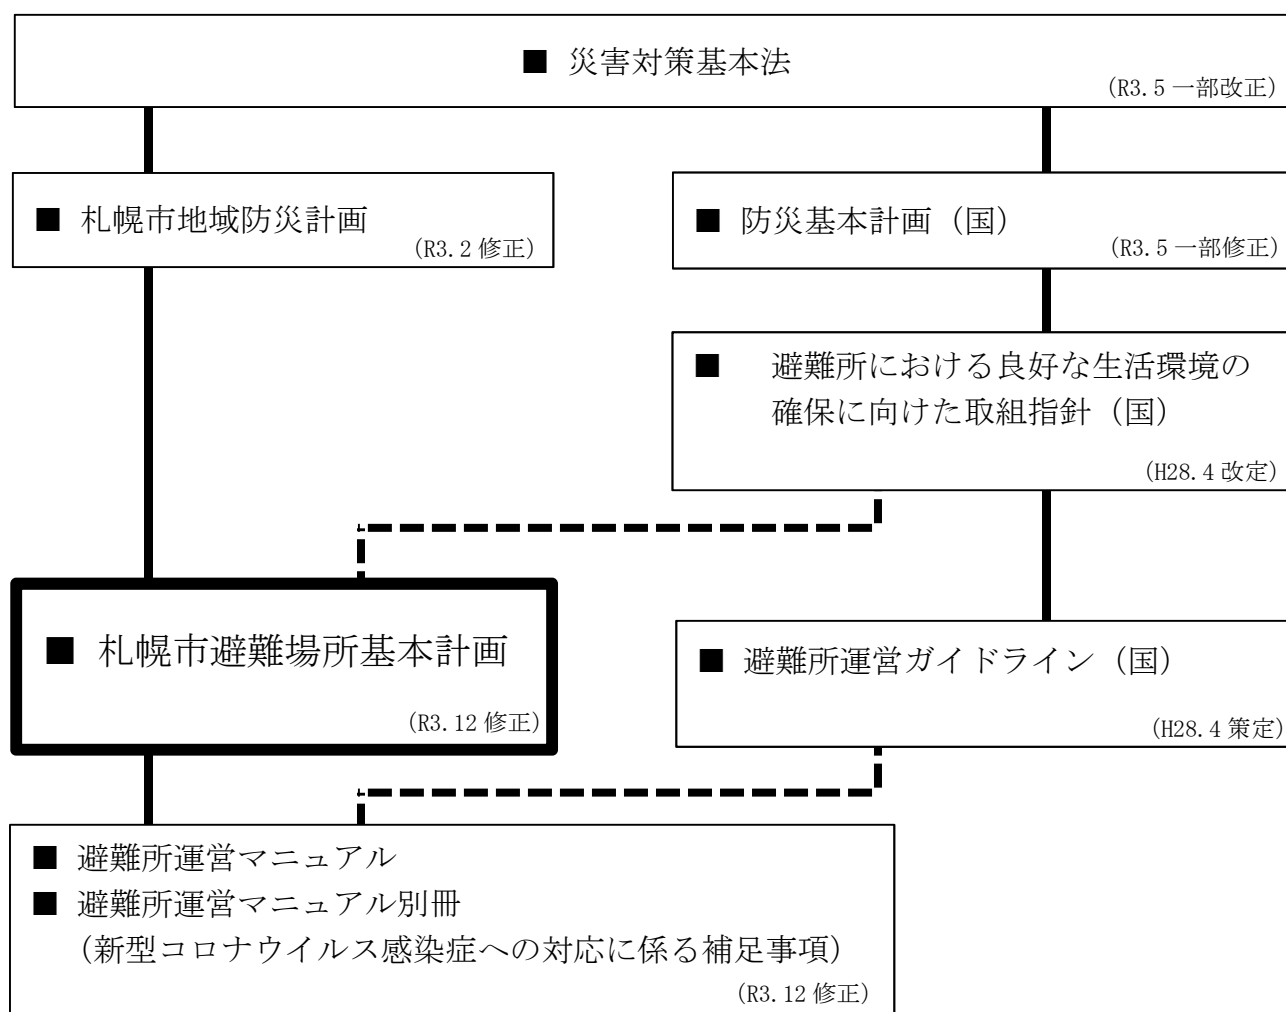 ■ 災害対策基本法
（R3.5 一部改正）
■ 札幌市地域防災計画
（R3.2 修正）
■ 防災基本計画（国）
（R3.5 一部修正）
■ 避難所における良好な生活環境の
確保に向けた取組指針（国）
（H28.4 改定）
■ 札幌市避難場所基本計画
（R3.12 修正）
■ 避難所運営ガイドライン（国）
（H28.4 策定）
■ 避難所運営マニュアル
■ 避難所運営マニュアル別冊
（新型コロナウイルス感染症への対応に係る補足事項）
（R3.12 修正）